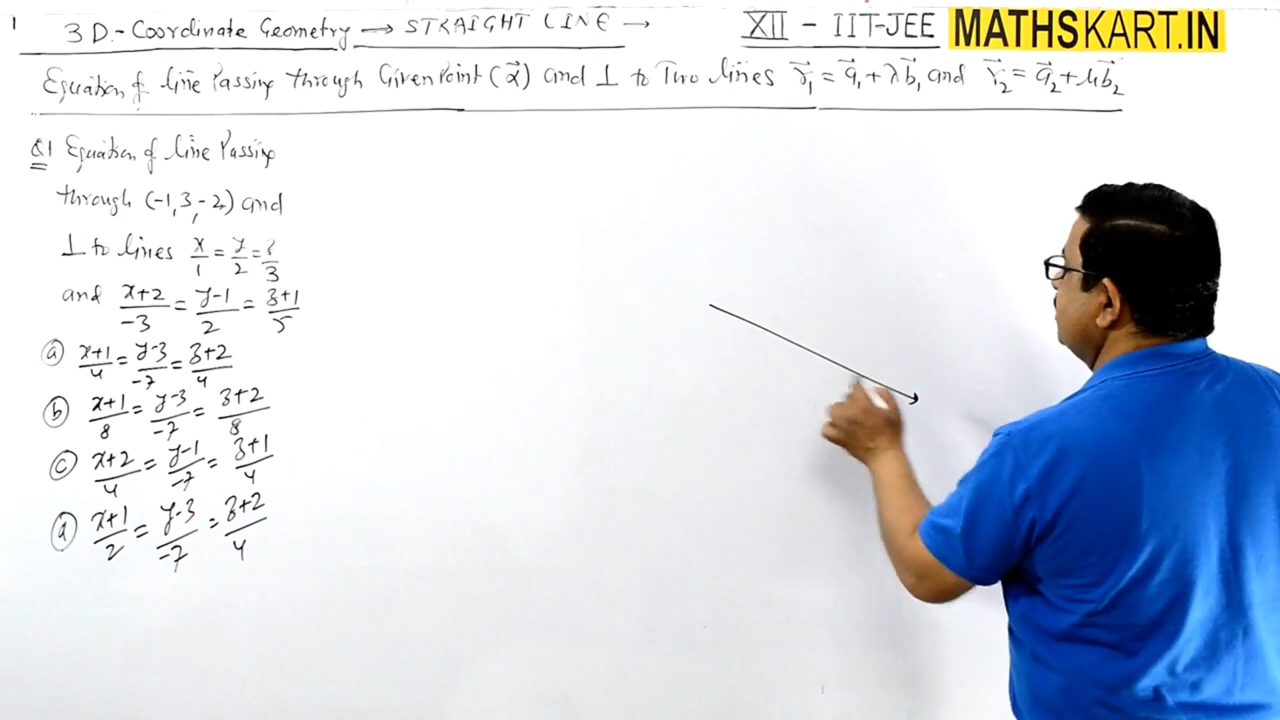 1
3D.-Coordinate Geometry → STRAIGHT LINE →
XII - IIT-JEE
MATHSKART.IN
Equation of line Passing through Given Point (α⃗) and ⊥ to Two lines r⃗₁ = a⃗₁ + λb⃗₁ and r⃗₂ = a⃗₂ + μb⃗₂
Q1 Equation of line Passing
through (-1, 3, -2) and
⊥ to lines x/1 = y/2 = z/3
and (x+2)/-3 = (y-1)/2 = (z+1)/5
(a) (x+1)/4 = (y-3)/-7 = (z+2)/4
(b) (x+1)/8 = (y-3)/-7 = (z+2)/8
(c) (x+2)/4 = (y-1)/-7 = (z+1)/4
(d) (x+1)/2 = (y-3)/-7 = (z+2)/4